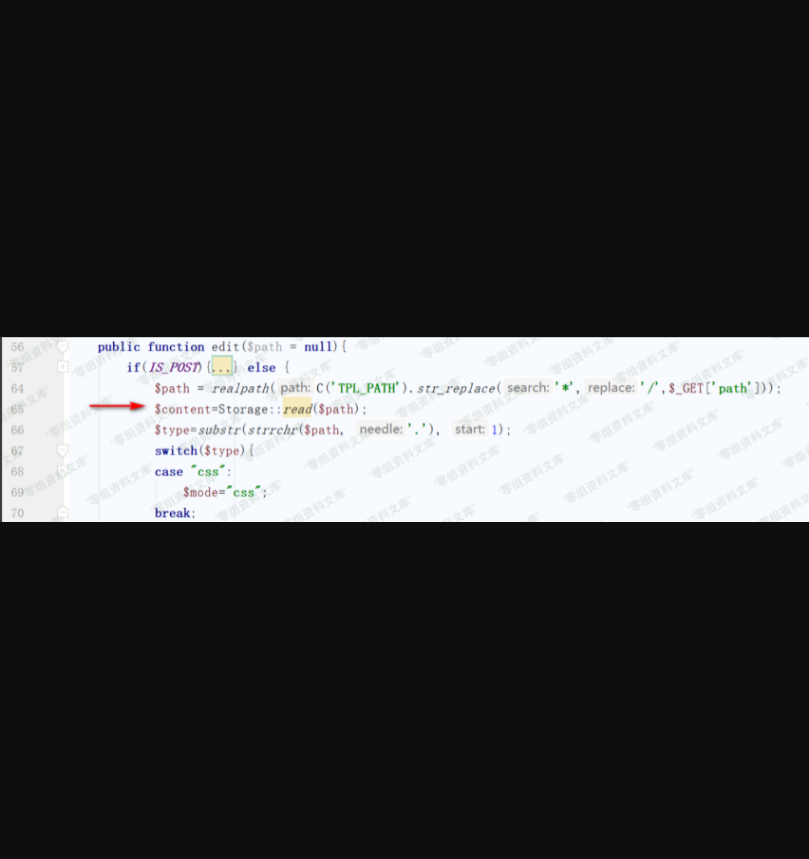 56 public function edit($path = null){
57 if(IS_POST){...} else {
64 $path = realpath( path: C('TPL_PATH').str_replace( search: '*', replace: '/',$_GET['path']));
65 $content=Storage::read($path);
66 $type=substr(strrchr($path, needle: '.'), start: 1);
67 switch($type){
68 case "css":
69 $mode="css";
70 break;
零组资料文库